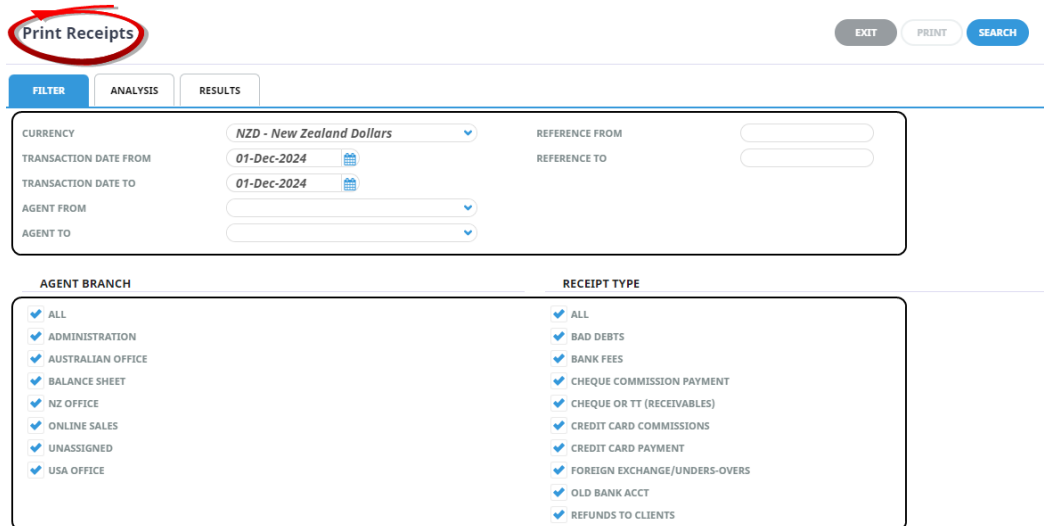 Print Receipts
EXIT PRINT SEARCH
FILTER ANALYSIS RESULTS
CURRENCY NZD - New Zealand Dollars REFERENCE FROM
TRANSACTION DATE FROM 01-Dec-2024 REFERENCE TO
TRANSACTION DATE TO 01-Dec-2024
AGENT FROM
AGENT TO
AGENT BRANCH
ALL
ADMINISTRATION
AUSTRALIAN OFFICE
BALANCE SHEET
NZ OFFICE
ONLINE SALES
UNASSIGNED
USA OFFICE
RECEIPT TYPE
ALL
BAD DEBTS
BANK FEES
CHEQUE COMMISSION PAYMENT
CHEQUE OR TT (RECEIVABLES)
CREDIT CARD COMMISSIONS
CREDIT CARD PAYMENT
FOREIGN EXCHANGE/UNDERS-OVERS
OLD BANK ACCT
REFUNDS TO CLIENTS